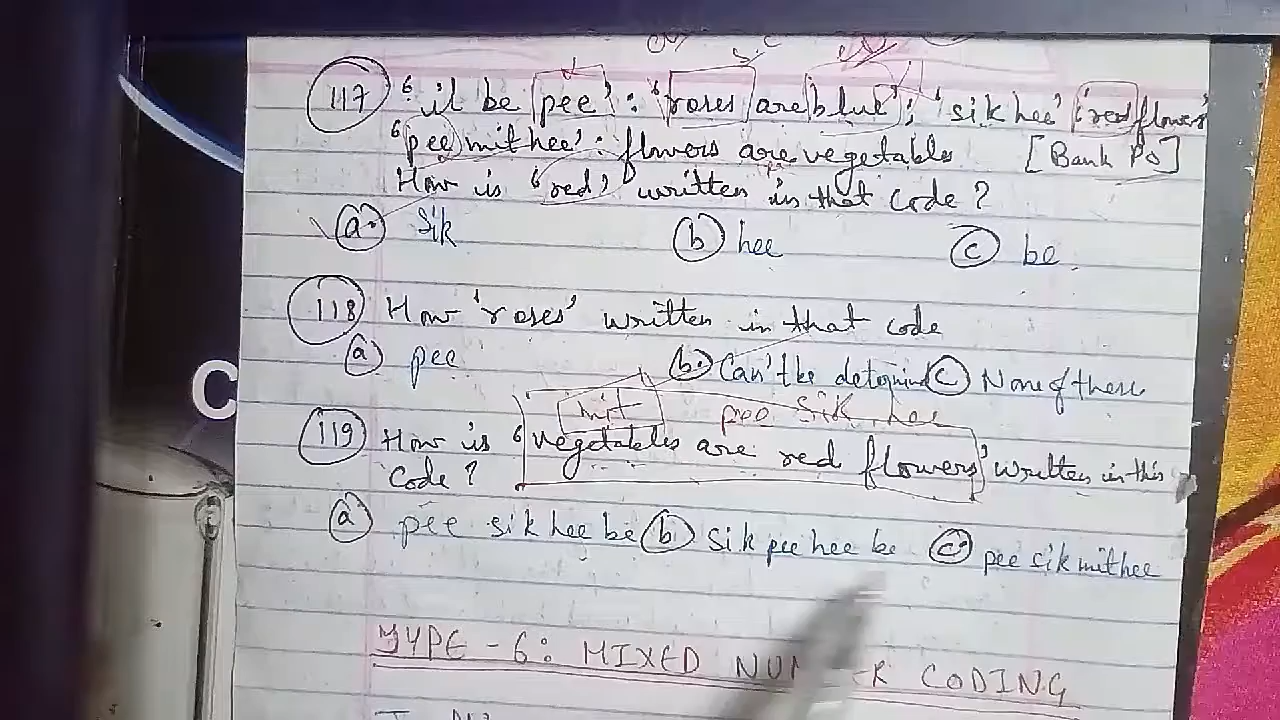 117 'il be pee' : 'roses are blue'; 'sik hee' : 'red flowers'
'pee mit hee' : flowers are vegetable [Bank PO]
How is "red" written in that code?
a. sik b hee c be.
118 How 'roses' written in that code
a pee b. Can't be determind c None of these
mit pee sik hee
119 How is 'vegetables are red flowers' written in this
Code?
a pee sik hee be b sik pee hee be c. pee sik mit hee
TYPE - 6: MIXED NUMBER CODING
C